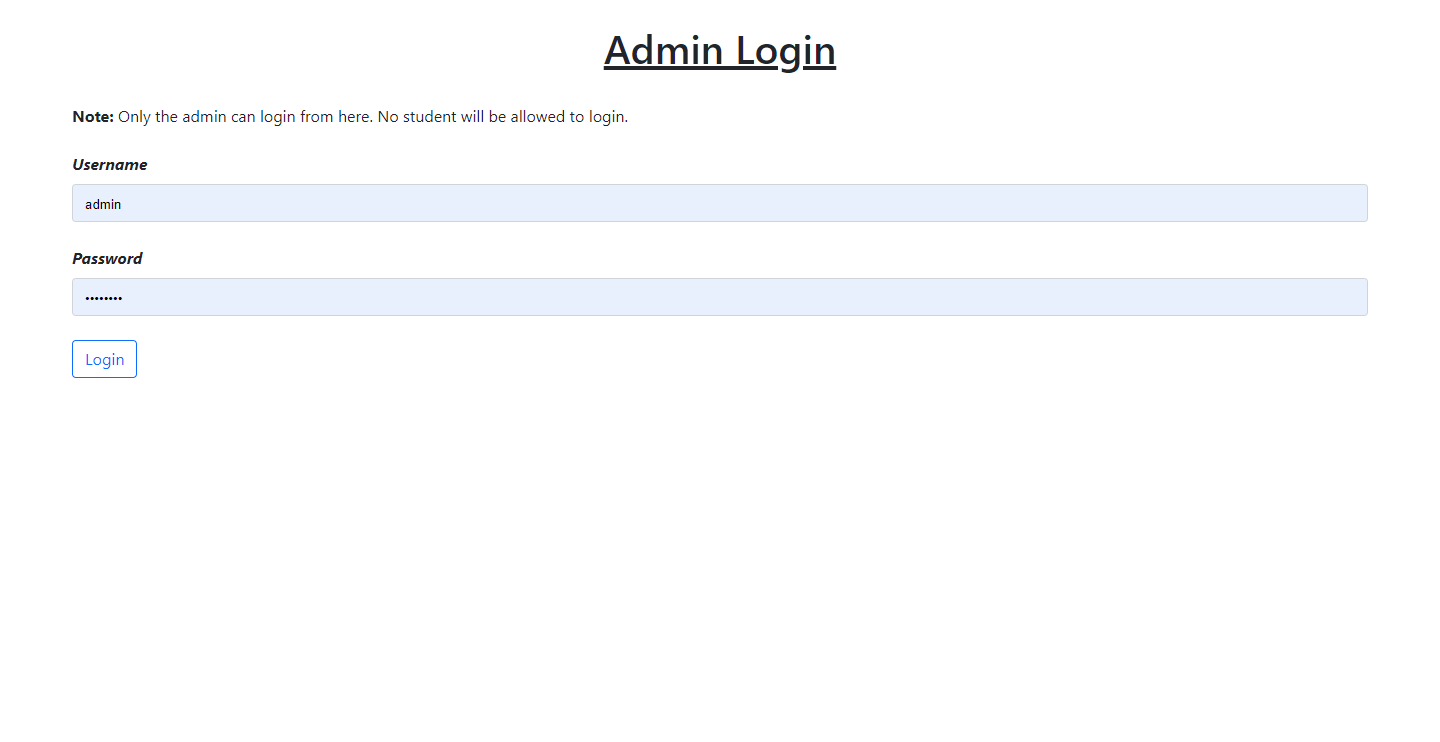 Admin Login
Note: Only the admin can login from here. No student will be allowed to login.
Username
admin
Password
••••••••
Login